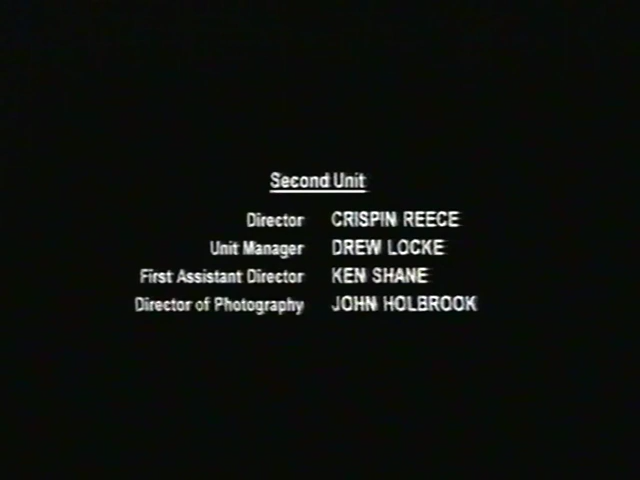 Second Unit
Director CRISPIN REECE
Unit Manager DREW LOCKE
First Assistant Director KEN SHANE
Director of Photography JOHN HOLBROOK